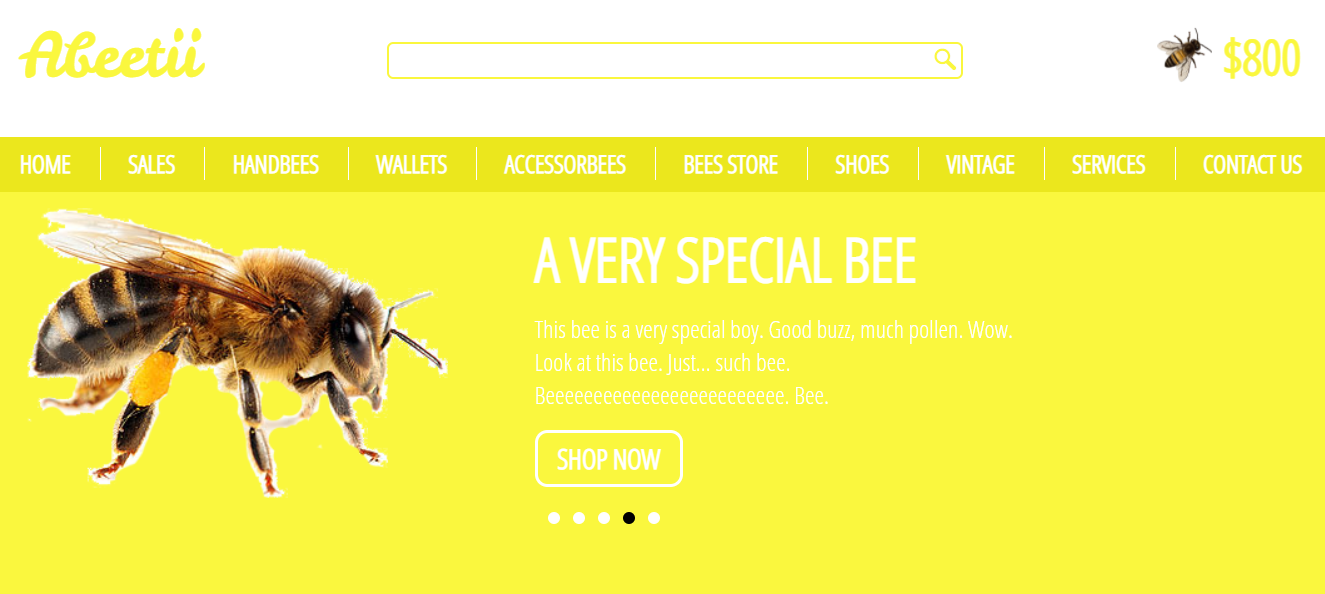 Abeetii
$800
HOME SALES HANDBEES WALLETS ACCESSORBEES BEES STORE SHOES VINTAGE SERVICES CONTACT US
A VERY SPECIAL BEE
This bee is a very special boy. Good buzz, much pollen. Wow.
Look at this bee. Just... such bee.
Beeeeeeeeeeeeeeeeeeeeeeeee. Bee.
SHOP NOW